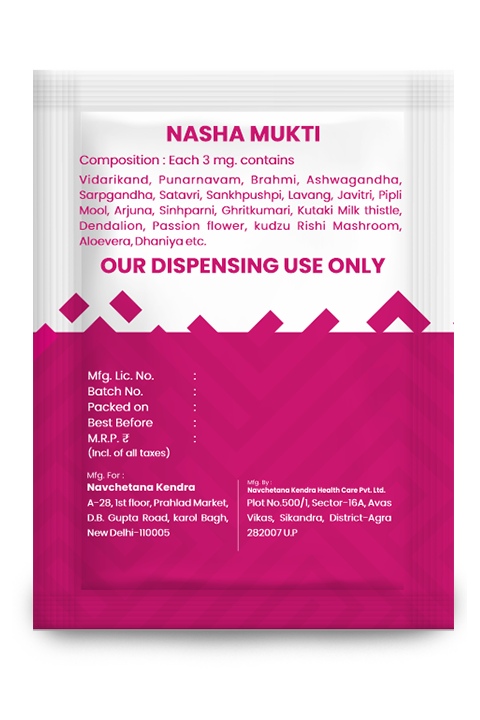 NASHA MUKTI
Composition : Each 3 mg. contains
Vidarikand, Punarnavam, Brahmi, Ashwagandha,
Sarpgandha, Satavri, Sankhpushpi, Lavang, Javitri, Pipli
Mool, Arjuna, Sinhparni, Ghritkumari, Kutaki Milk thistle,
Dendalion, Passion flower, kudzu Rishi Mashroom,
Aloevera, Dhaniya etc.
OUR DISPENSING USE ONLY
Mfg. Lic. No. :
Batch No. :
Packed on :
Best Before :
M.R.P. ₹ :
(Incl. of all taxes)
Mfg. For :
Navchetana Kendra
A-28, 1st floor, Prahlad Market,
D.B. Gupta Road, karol Bagh,
New Delhi-110005
Mfg. By :
Navchetana Kendra Health Care Pvt. Ltd.
Plot No.500/1, Sector-16A, Avas
Vikas, Sikandra, District-Agra
282007 U.P